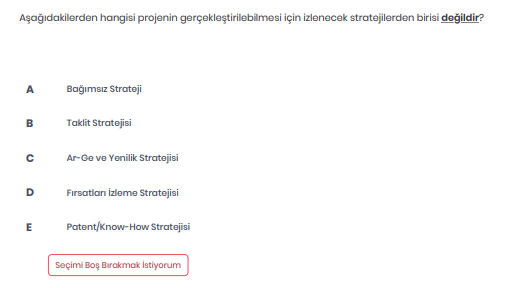 Aşağıdakilerden hangisi projenin gerçekleştirilebilmesi için izlenecek stratejilerden birisi değildir?
A Bağımsız Strateji
B Taklit Stratejisi
C Ar-Ge ve Yenilik Stratejisi
D Fırsatları İzleme Stratejisi
E Patent/Know-How Stratejisi
Seçimi Boş Bırakmak İstiyorum